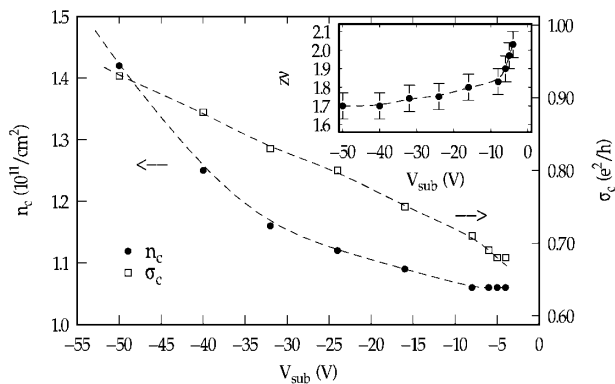 1.5
1.4
1.3
1.2
1.1
1.0
n_c (10^11/cm^2)
−55 −50 −45 −40 −35 −30 −25 −20 −15 −10 −5 0
V_sub (V)
1.00
0.90
0.80
0.70
0.60
σ_c (e^2/h)
n_c
σ_c
2.1
2.0
1.9
1.8
1.7
1.6
zν
−50 −40 −30 −20 −10 0
V_sub (V)